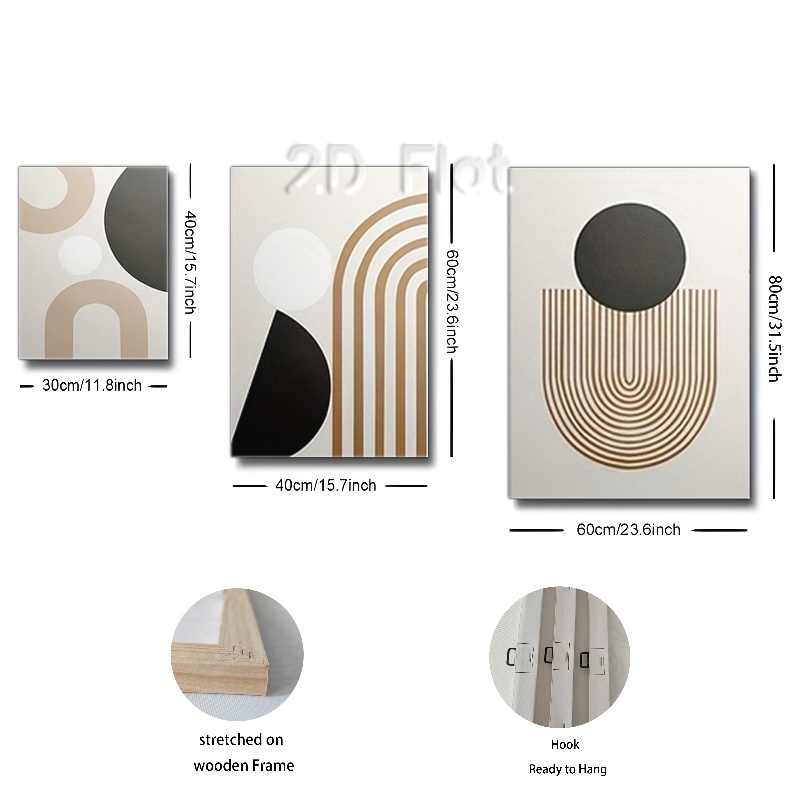 2D Flat
40cm/15.7inch
30cm/11.8inch
60cm/23.6inch
40cm/15.7inch
80cm/31.5inch
60cm/23.6inch
stretched on
wooden Frame
Hook
Ready to Hang